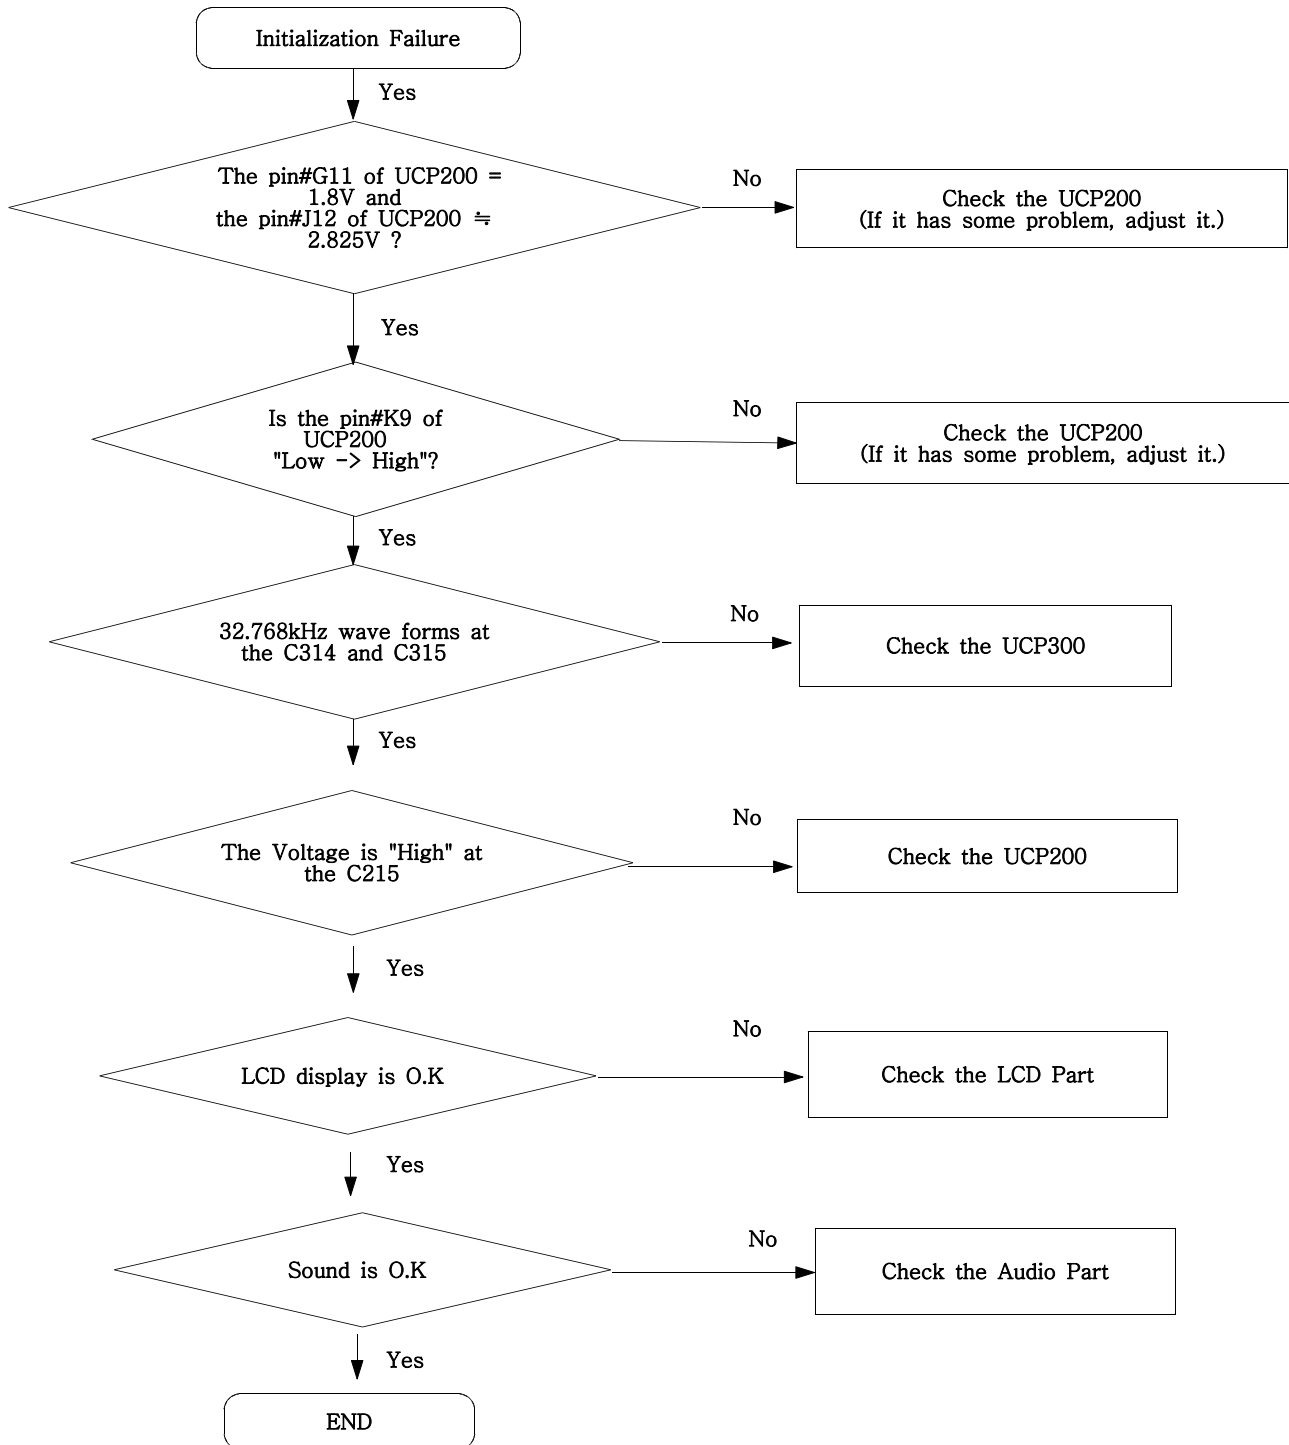 Initialization Failure
Yes
The pin#G11 of UCP200 =
1.8V and
the pin#J12 of UCP200 ≒
2.825V ?
No
Check the UCP200
(If it has some problem, adjust it.)
Yes
Is the pin#K9 of
UCP200
"Low -> High"?
No
Check the UCP200
(If it has some problem, adjust it.)
Yes
32.768kHz wave forms at
the C314 and C315
No
Check the UCP300
Yes
The Voltage is "High" at
the C215
No
Check the UCP200
Yes
LCD display is O.K
No
Check the LCD Part
Yes
Sound is O.K
No
Check the Audio Part
Yes
END